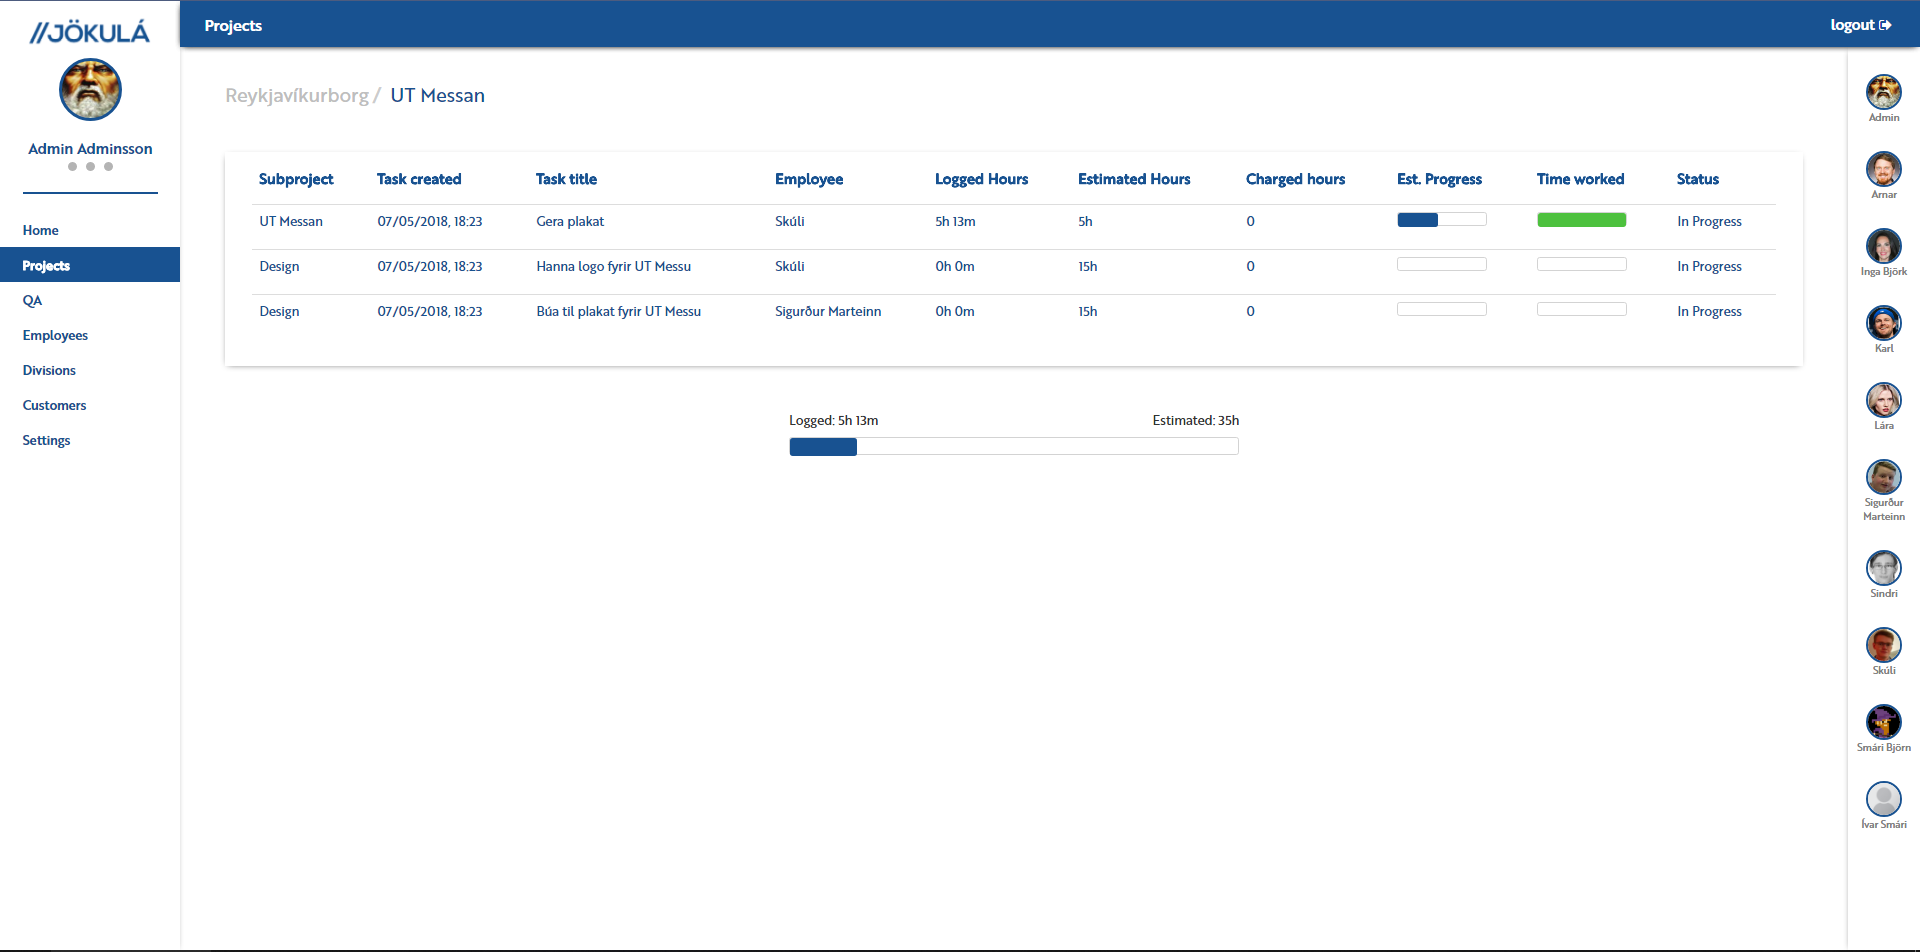 //JÖKULÁ
Admin Adminsson
Home
Projects
QA
Employees
Divisions
Customers
Settings
Projects
logout
Reykjavíkurborg / UT Messan
Subproject Task created Task title Employee Logged Hours Estimated Hours Charged hours Est. Progress Time worked Status
UT Messan 07/05/2018, 18:23 Gera plakat Skúli 5h 13m 5h 0 In Progress
Design 07/05/2018, 18:23 Hanna logo fyrir UT Messu Skúli 0h 0m 15h 0 In Progress
Design 07/05/2018, 18:23 Búa til plakat fyrir UT Messu Sigurður Marteinn 0h 0m 15h 0 In Progress
Logged: 5h 13m Estimated: 35h
Admin
Arnar
Inga Björk
Karl
Lára
Sigurður
Marteinn
Sindri
Skúli
Smári Björn
Ívar Smári